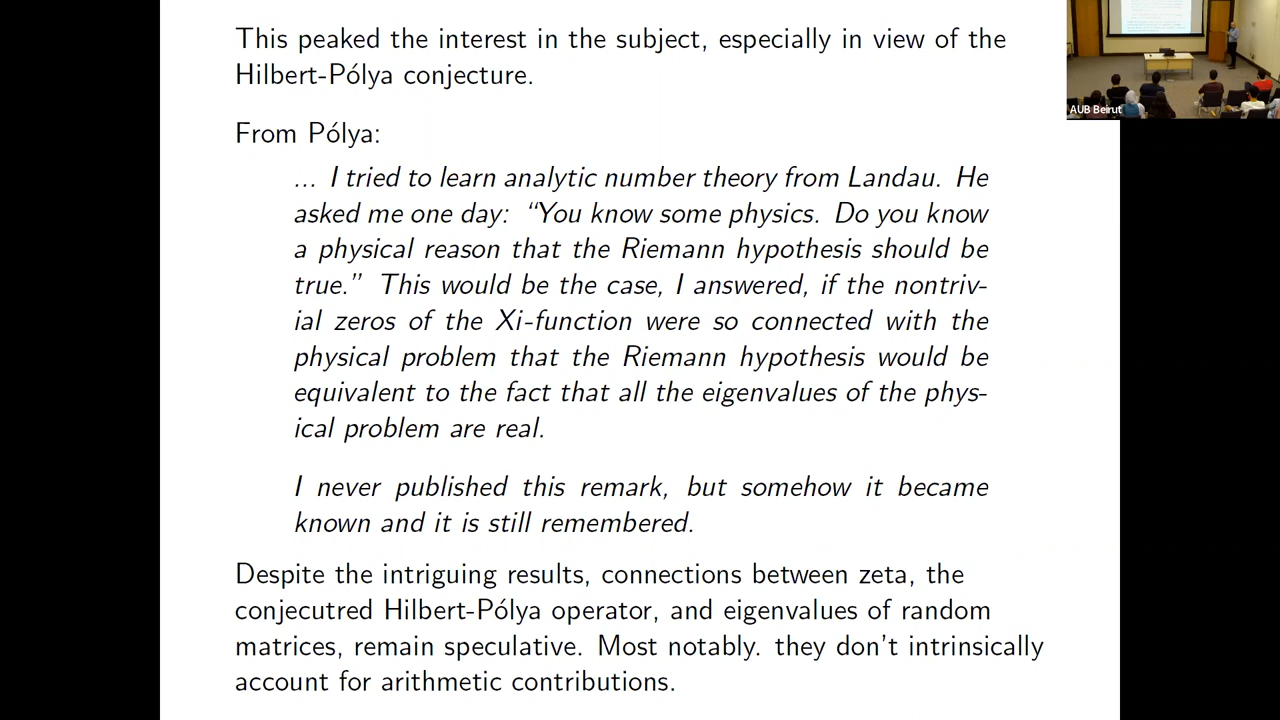 This peaked the interest in the subject, especially in view of the
Hilbert-Pólya conjecture.
From Pólya:
... I tried to learn analytic number theory from Landau. He
asked me one day: “You know some physics. Do you know
a physical reason that the Riemann hypothesis should be
true.” This would be the case, I answered, if the nontriv-
ial zeros of the Xi-function were so connected with the
physical problem that the Riemann hypothesis would be
equivalent to the fact that all the eigenvalues of the phys-
ical problem are real.
I never published this remark, but somehow it became
known and it is still remembered.
Despite the intriguing results, connections between zeta, the
conjecutred Hilbert-Pólya operator, and eigenvalues of random
matrices, remain speculative. Most notably. they don’t intrinsically
account for arithmetic contributions.
AUB Beirut